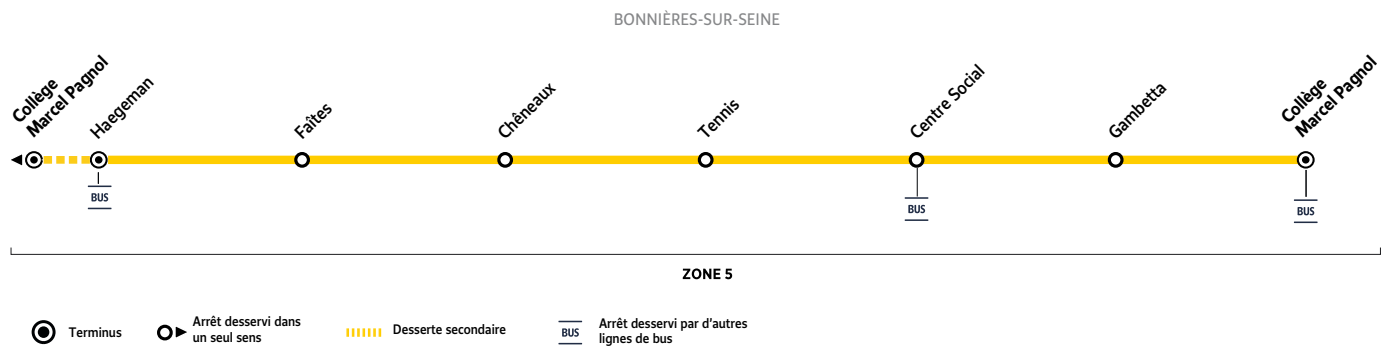 BONNIÈRES-SUR-SEINE
Collège
Marcel Pagnol
Haegeman
Faîtes
Chêneaux
Tennis
Centre Social
Gambetta
Collège
Marcel Pagnol
BUS
BUS
BUS
ZONE 5
Terminus
Arrêt desservi dans
un seul sens
Desserte secondaire
BUS
Arrêt desservi par d'autres
lignes de bus